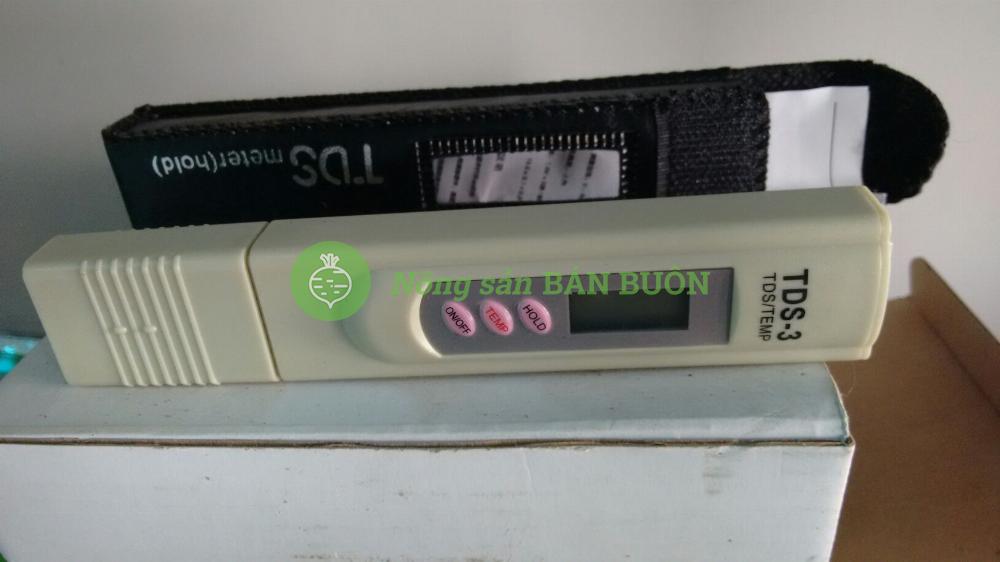 TDS meter(hold)
Nông sản BÁN BUÔN
ON/OFF
TEMP
HOLD
TDS-3
TDS/TEMP